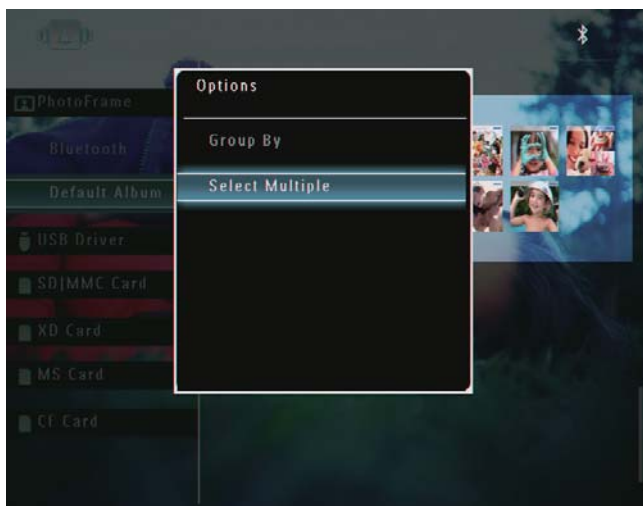 Options
Group By
Select Multiple
PhotoFrame
Bluetooth
Default Album
USB Driver
SD|MMC Card
XD Card
MS Card
CF Card